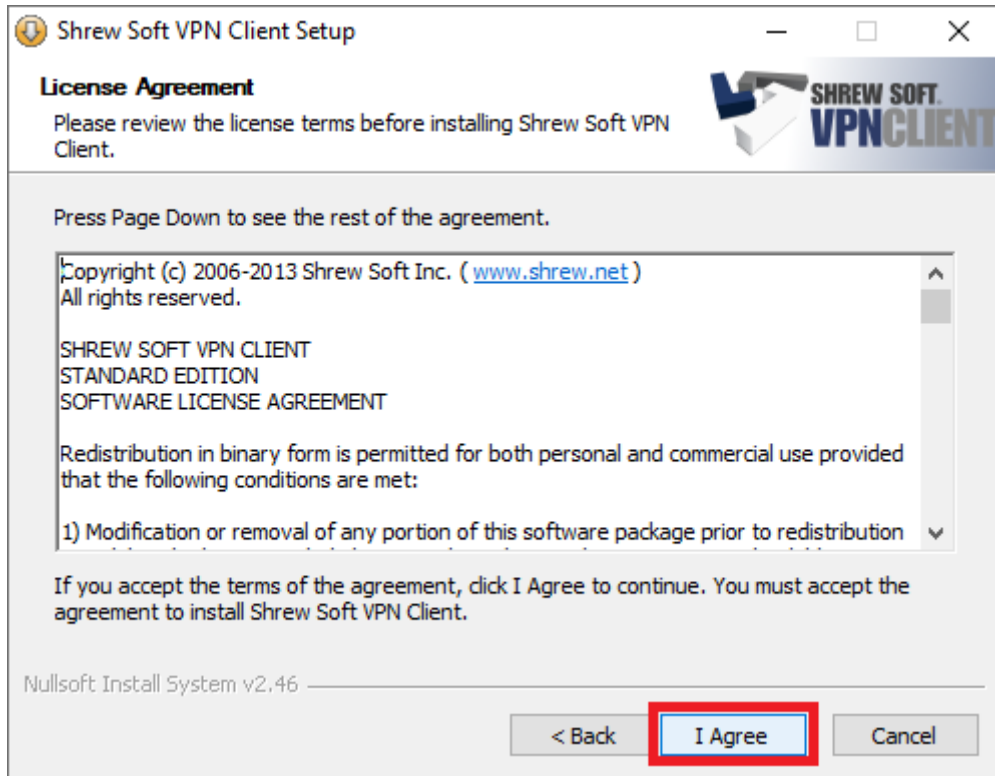 Shrew Soft VPN Client Setup
License Agreement
Please review the license terms before installing Shrew Soft VPN
Client.
SHREW SOFT.
VPNCLIENT
Press Page Down to see the rest of the agreement.
Copyright (c) 2006-2013 Shrew Soft Inc. ( www.shrew.net )
All rights reserved.
SHREW SOFT VPN CLIENT
STANDARD EDITION
SOFTWARE LICENSE AGREEMENT
Redistribution in binary form is permitted for both personal and commercial use provided
that the following conditions are met:
1) Modification or removal of any portion of this software package prior to redistribution
If you accept the terms of the agreement, click I Agree to continue. You must accept the
agreement to install Shrew Soft VPN Client.
Nullsoft Install System v2.46
< Back
I Agree
Cancel